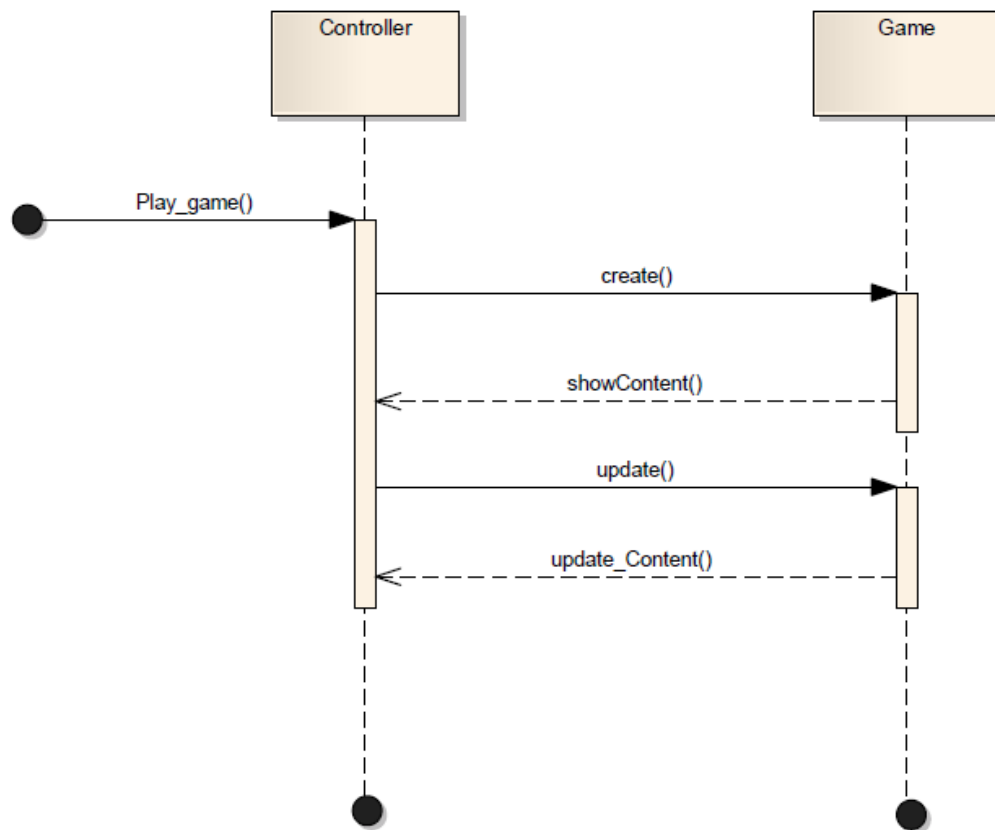 Controller
Game
Play_game()
create()
showContent()
update()
update_Content()